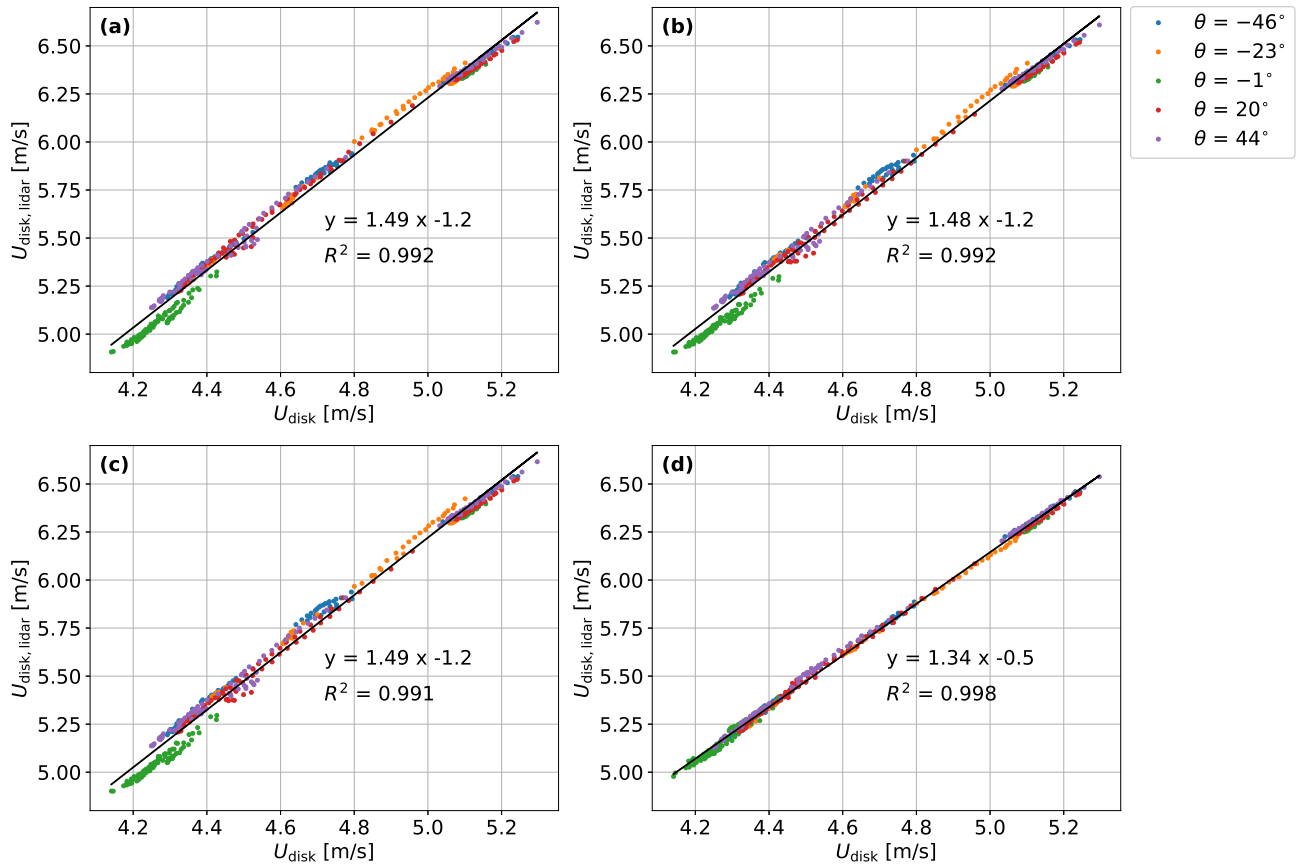 (a)
6.50
6.25
6.00
5.75
5.50
5.25
5.00
U_disk, lidar [m/s]
y = 1.49 x -1.2
R² = 0.992
4.2 4.4 4.6 4.8 5.0 5.2
U_disk [m/s]
(b)
6.50
6.25
6.00
5.75
5.50
5.25
5.00
U_disk, lidar [m/s]
y = 1.48 x -1.2
R² = 0.992
4.2 4.4 4.6 4.8 5.0 5.2
U_disk [m/s]
θ = −46°
θ = −23°
θ = −1°
θ = 20°
θ = 44°
(c)
6.50
6.25
6.00
5.75
5.50
5.25
5.00
U_disk, lidar [m/s]
y = 1.49 x -1.2
R² = 0.991
4.2 4.4 4.6 4.8 5.0 5.2
U_disk [m/s]
(d)
6.50
6.25
6.00
5.75
5.50
5.25
5.00
U_disk, lidar [m/s]
y = 1.34 x -0.5
R² = 0.998
4.2 4.4 4.6 4.8 5.0 5.2
U_disk [m/s]